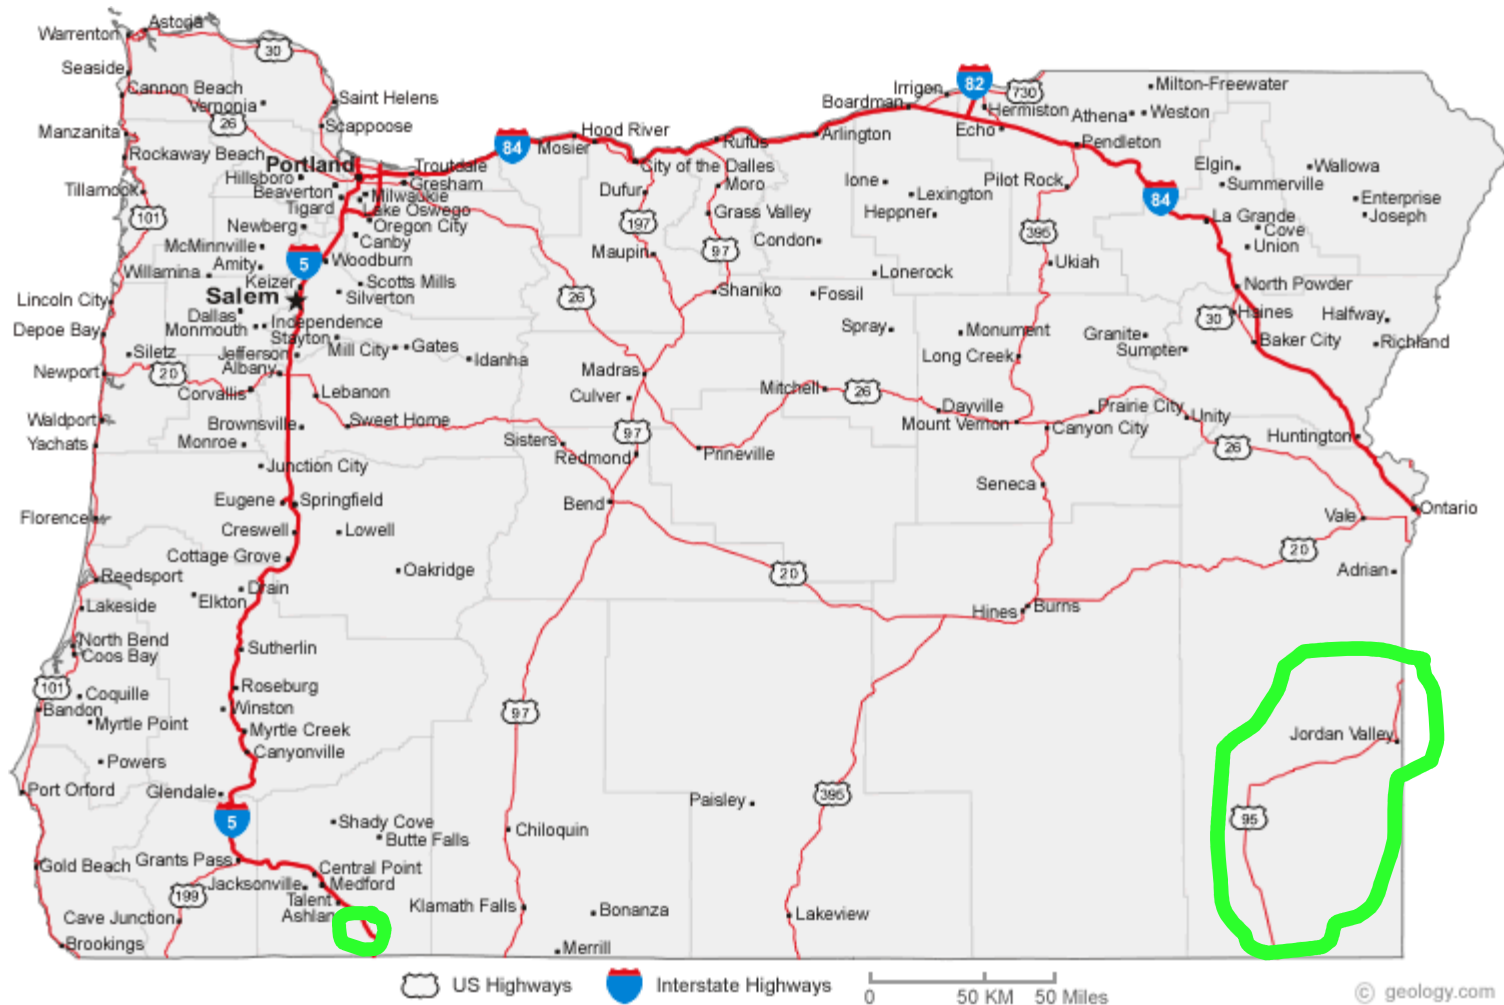 Astoria
Warrenton
30
Seaside
Cannon Beach
Vernonia
Saint Helens
26
Scappoose
Manzanita
Rockaway Beach
Portland
Troutdale
Hillsboro
Gresham
Beaverton
Milwaukie
Tigard
Lake Oswego
Tillamook
101
Newberg
Oregon City
Canby
McMinnville
Amity
Woodburn
5
Willamina
Keizer
Scotts Mills
Salem
Silverton
Lincoln City
Dallas
Independence
Depoe Bay
Monmouth
Stayton
Mill City
Gates
Idanha
Siletz
Jefferson
Newport
20
Albany
Corvallis
Lebanon
Waldport
Brownsville
Sweet Home
Yachats
Monroe
Junction City
Eugene
Springfield
Florence
Creswell
Lowell
Cottage Grove
Oakridge
Reedsport
Drain
Elkton
Lakeside
North Bend
Coos Bay
Sutherlin
101
Coquille
Roseburg
Bandon
Winston
Myrtle Point
Myrtle Creek
Canyonville
Powers
Port Orford
Glendale
5
Shady Cove
Butte Falls
Gold Beach
Grants Pass
Central Point
Jacksonville
Medford
199
Talent
Ashland
Cave Junction
Brookings
84
Mosier
Hood River
City of the Dalles
Rufus
Arlington
Boardman
Irrigon
82
730
Hermiston
Echo
Milton-Freewater
Athena
Weston
Pendleton
Dufur
Moro
197
Grass Valley
97
Maupin
Condon
Ione
Lexington
Heppner
Pilot Rock
395
Ukiah
84
Elgin
Wallowa
Summerville
Enterprise
Joseph
La Grande
Cove
Union
26
Shaniko
Fossil
Lonerock
Spray
Monument
Long Creek
North Powder
30
Haines
Halfway
Granite
Sumpter
Baker City
Richland
Madras
Culver
Mitchell
26
Dayville
Mount Vernon
Prairie City
Canyon City
Unity
26
Huntington
Sisters
97
Redmond
Prineville
Bend
Seneca
Vale
Ontario
20
20
Adrian
Hines
Burns
97
Jordan Valley
Paisley
395
95
Chiloquin
Klamath Falls
Bonanza
Lakeview
Merrill
US Highways
Interstate Highways
0
50 KM
50 Miles
© geology.com